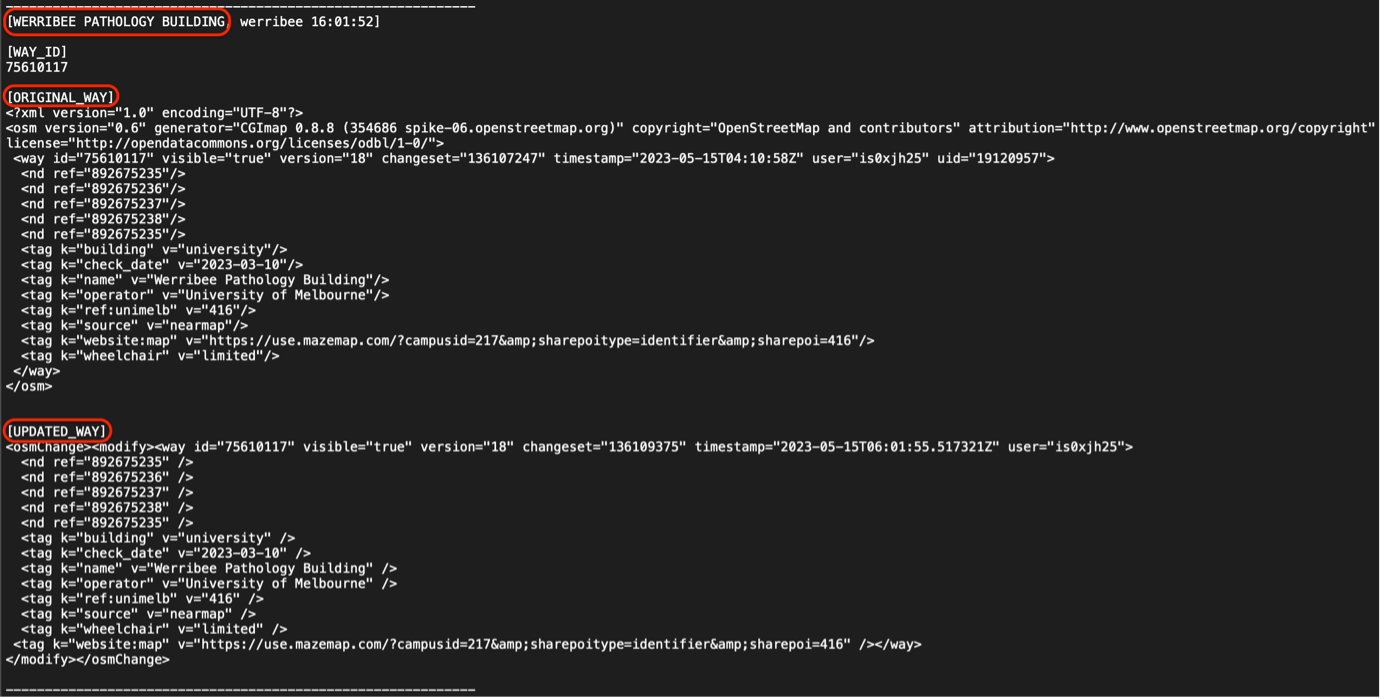 ------------------------------------------------------------
[WERRIBEE PATHOLOGY BUILDING, werribee 16:01:52]
[WAY_ID]
75610117
[ORIGINAL_WAY]
<?xml version="1.0" encoding="UTF-8"?>
<osm version="0.6" generator="CGImap 0.8.8 (354686 spike-06.openstreetmap.org)" copyright="OpenStreetMap and contributors" attribution="http://www.openstreetmap.org/copyright"
license="http://opendatacommons.org/licenses/odbl/1-0/">
 <way id="75610117" visible="true" version="18" changeset="136107247" timestamp="2023-05-15T04:10:58Z" user="is0xjh25" uid="19120957">
  <nd ref="892675235"/>
  <nd ref="892675236"/>
  <nd ref="892675237"/>
  <nd ref="892675238"/>
  <nd ref="892675235"/>
  <tag k="building" v="university"/>
  <tag k="check_date" v="2023-03-10"/>
  <tag k="name" v="Werribee Pathology Building"/>
  <tag k="operator" v="University of Melbourne"/>
  <tag k="ref:unimelb" v="416"/>
  <tag k="source" v="nearmap"/>
  <tag k="website:map" v="https://use.mazemap.com/?campusid=217&amp;sharepoitype=identifier&amp;sharepoi=416"/>
  <tag k="wheelchair" v="limited"/>
 </way>
</osm>
[UPDATED_WAY]
<osmChange><modify><way id="75610117" visible="true" version="18" changeset="136109375" timestamp="2023-05-15T06:01:55.517321Z" user="is0xjh25">
  <nd ref="892675235" />
  <nd ref="892675236" />
  <nd ref="892675237" />
  <nd ref="892675238" />
  <nd ref="892675235" />
  <tag k="building" v="university" />
  <tag k="check_date" v="2023-03-10" />
  <tag k="name" v="Werribee Pathology Building" />
  <tag k="operator" v="University of Melbourne" />
  <tag k="ref:unimelb" v="416" />
  <tag k="source" v="nearmap" />
  <tag k="wheelchair" v="limited" />
 <tag k="website:map" v="https://use.mazemap.com/?campusid=217&amp;sharepoitype=identifier&amp;sharepoi=416" /></way>
</modify></osmChange>
------------------------------------------------------------